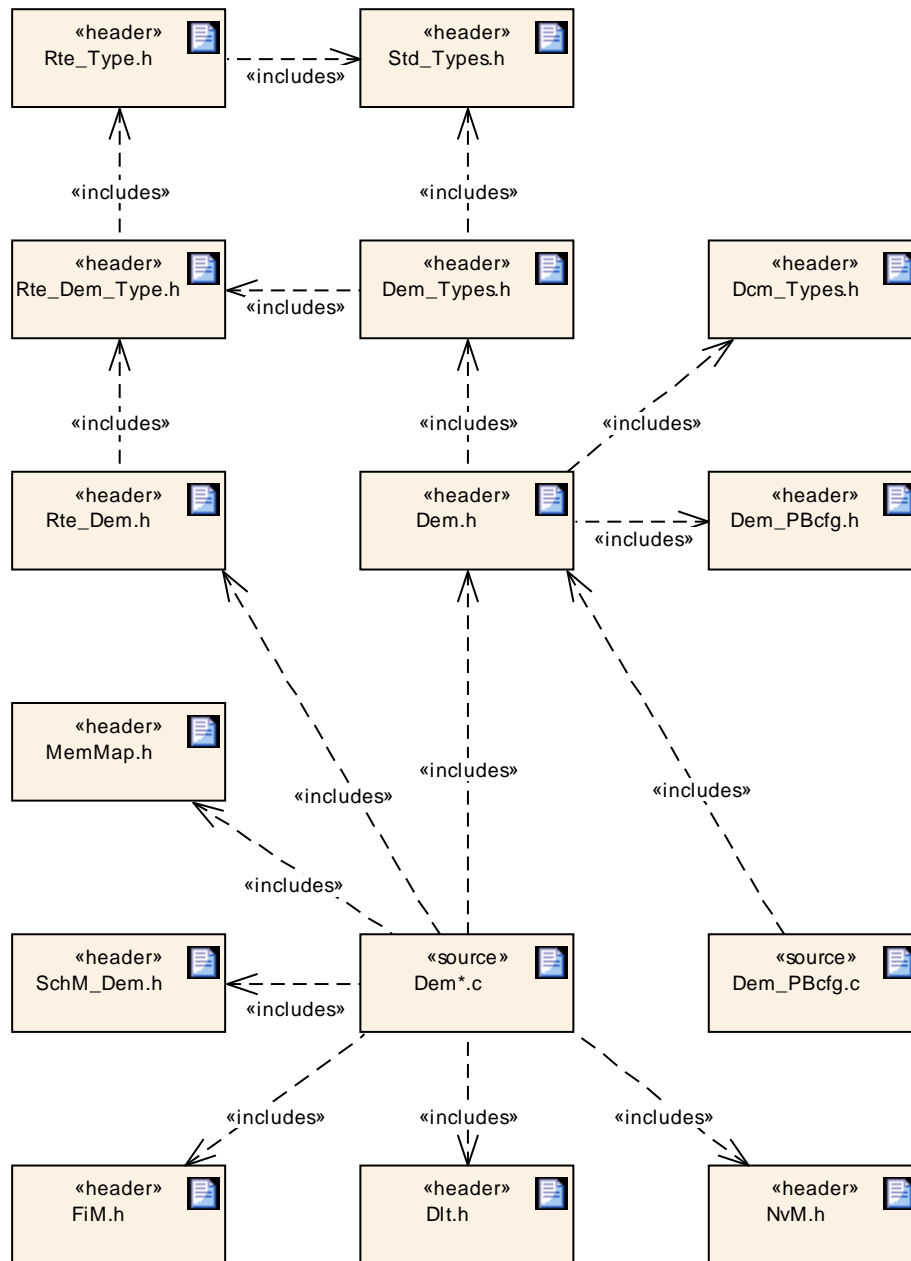 «header»
Rte_Type.h
«header»
Std_Types.h
«includes»
«includes»
«includes»
«header»
Rte_Dem_Type.h
«header»
Dem_Types.h
«header»
Dcm_Types.h
«includes»
«includes»
«includes»
«includes»
«header»
Rte_Dem.h
«header»
Dem.h
«header»
Dem_PBcfg.h
«includes»
«header»
MemMap.h
«includes»
«includes»
«includes»
«includes»
«header»
SchM_Dem.h
«source»
Dem*.c
«source»
Dem_PBcfg.c
«includes»
«includes»
«includes»
«includes»
«header»
FiM.h
«header»
Dlt.h
«header»
NvM.h